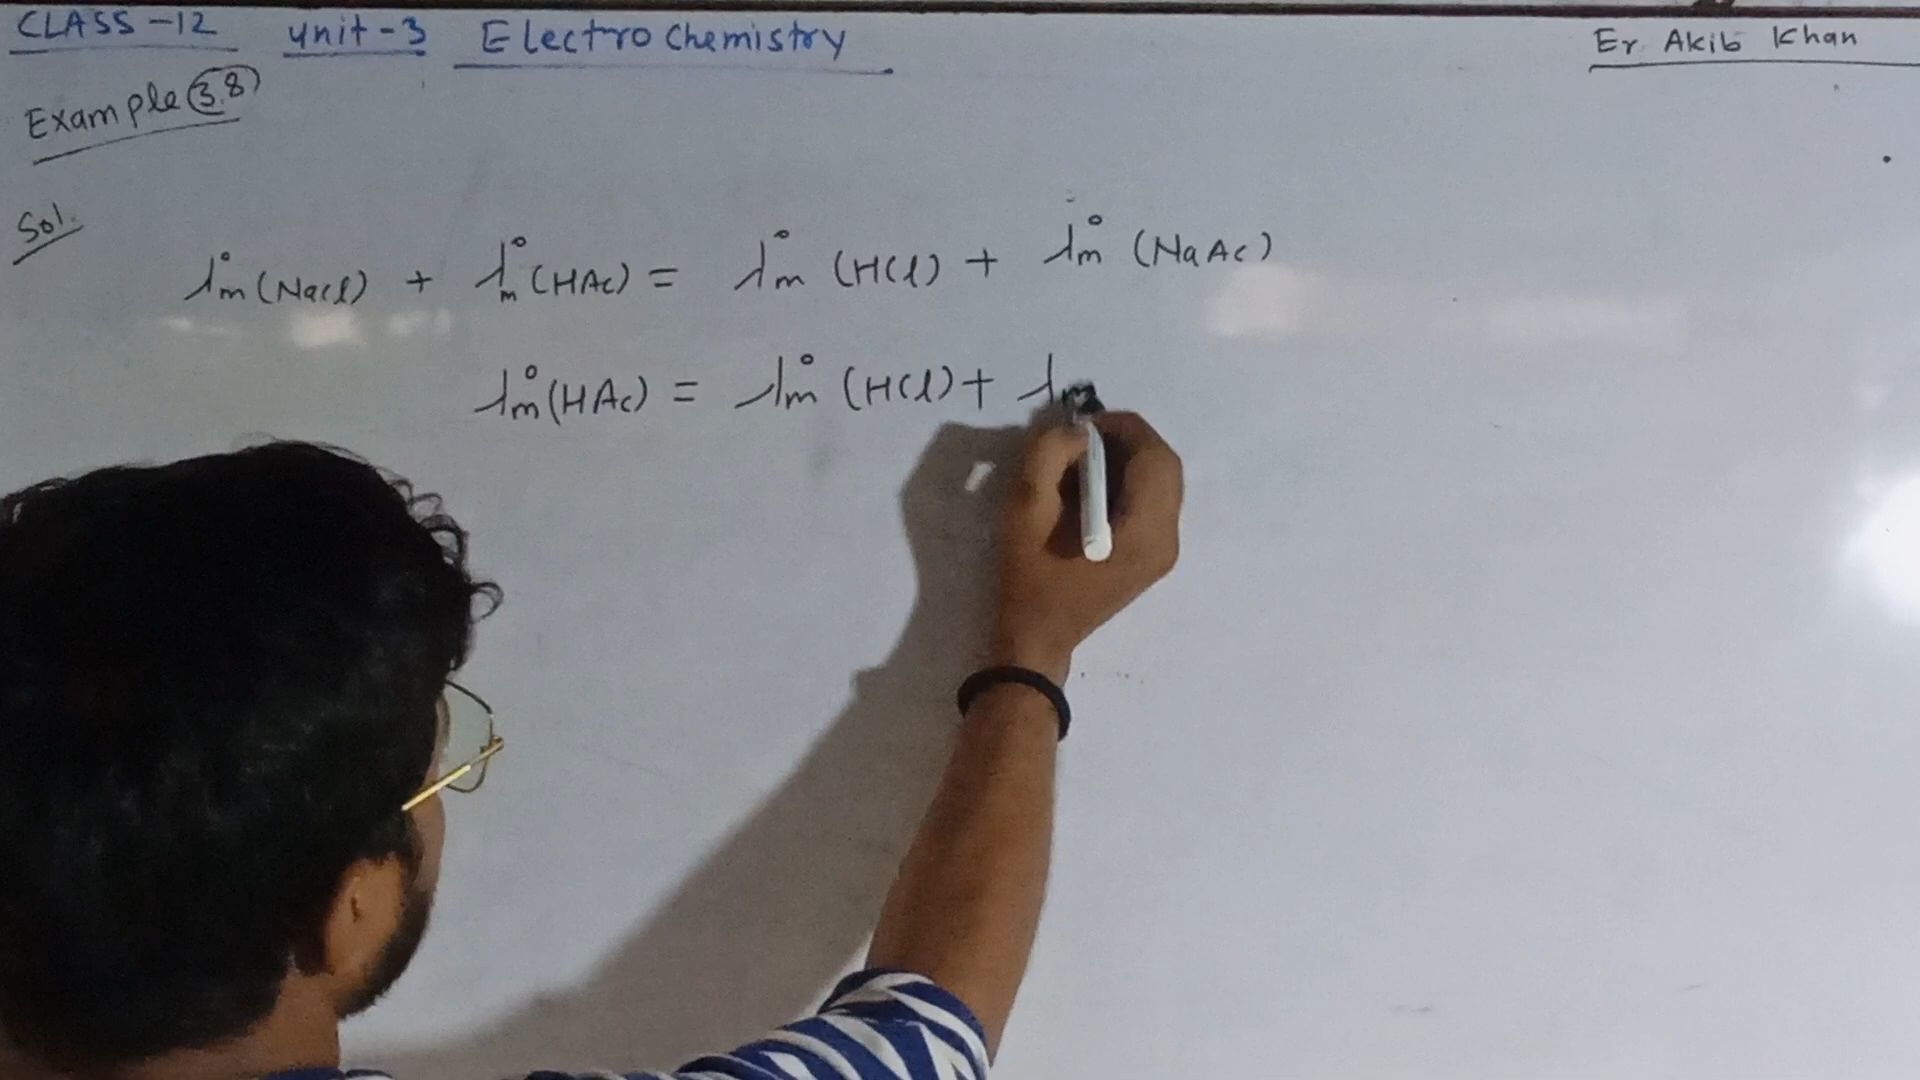 CLASS-12 unit-3 Electro Chemistry Er. Akib Khan
Example 3.8
Sol.
λ°m (NaCl) + λ°m (HAc) = λ°m (HCl) + λ°m (NaAc)
λ°m (HAc) = λ°m (HCl) + λm